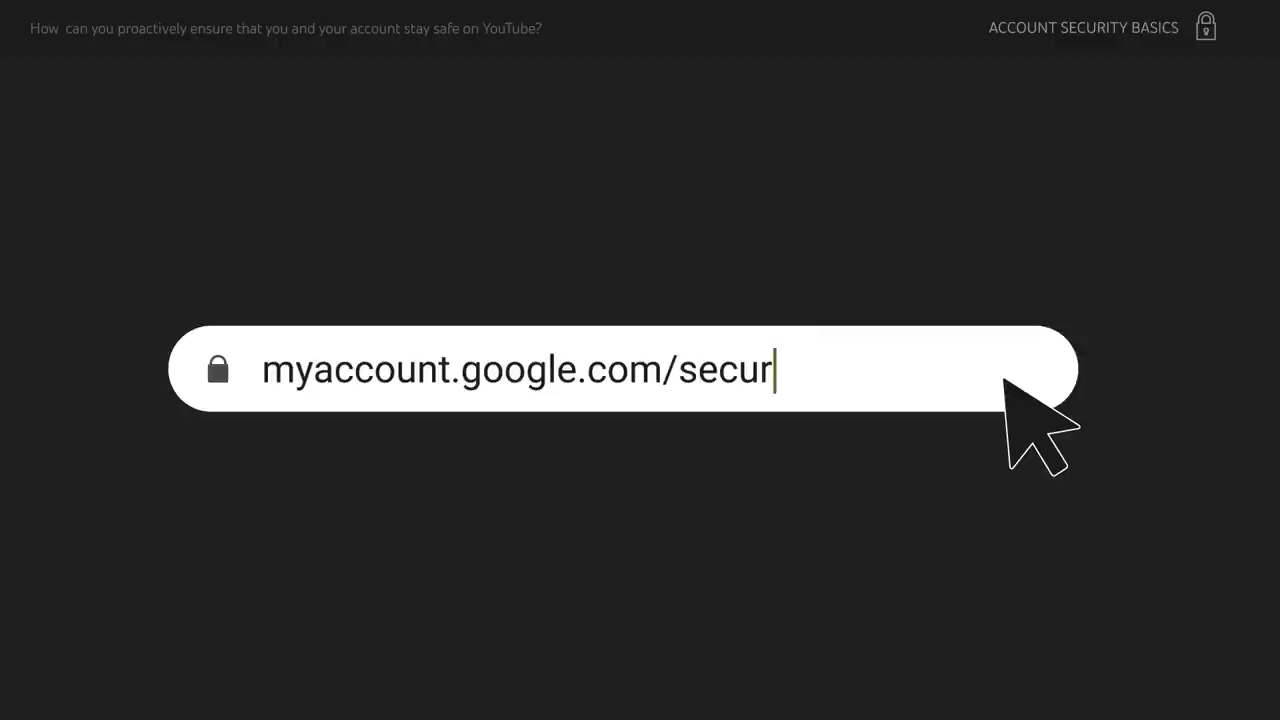 How can you proactively ensure that you and your account stay safe on YouTube?
ACCOUNT SECURITY BASICS
myaccount.google.com/secur